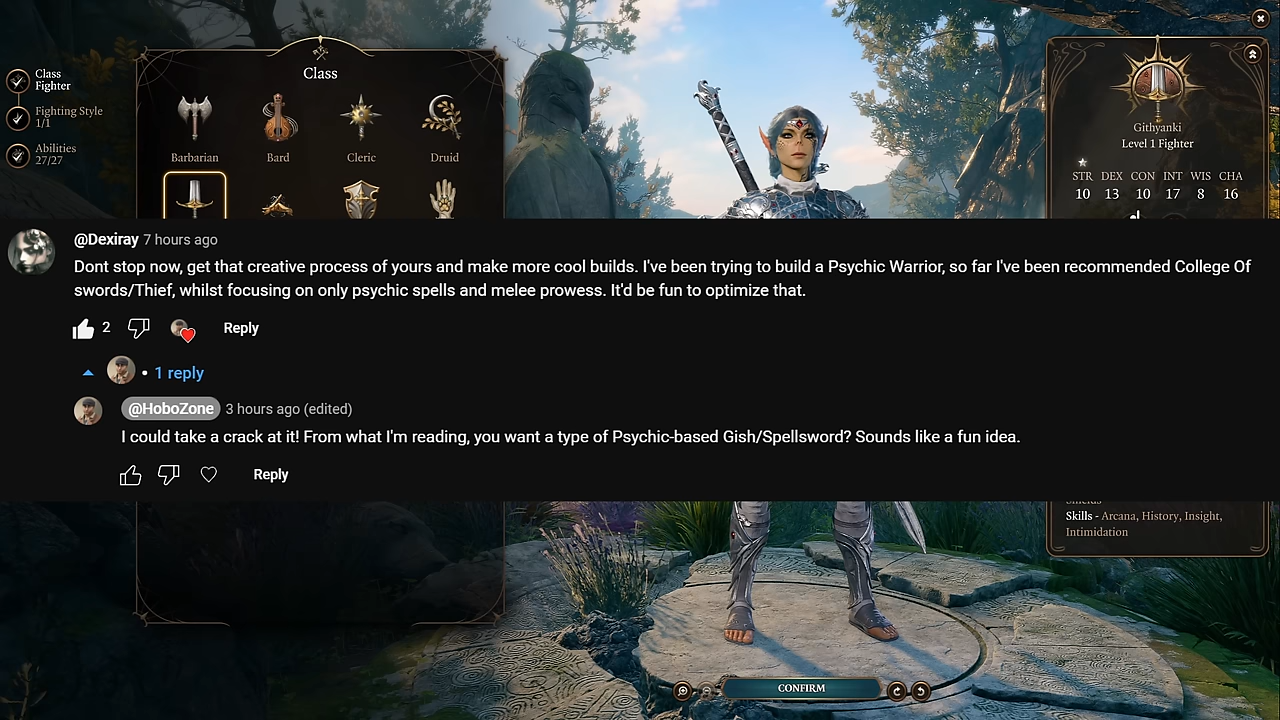 Class
Fighter
Fighting Style
1/1
Abilities
27/27
Class
Barbarian
Bard
Cleric
Druid
Githyanki
Level 1 Fighter
STR DEX CON INT WIS CHA
10 13 10 17 8 16
@Dexiray 7 hours ago
Dont stop now, get that creative process of yours and make more cool builds. I've been trying to build a Psychic Warrior, so far I've been recommended College Of
swords/Thief, whilst focusing on only psychic spells and melee prowess. It'd be fun to optimize that.
2 Reply
• 1 reply
@HoboZone 3 hours ago (edited)
I could take a crack at it! From what I'm reading, you want a type of Psychic-based Gish/Spellsword? Sounds like a fun idea.
Reply
Shields
Skills - Arcana, History, Insight,
Intimidation
CONFIRM